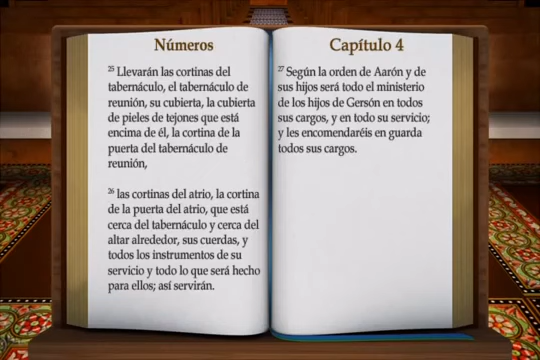 Números
25 Llevarán las cortinas del
tabernáculo, el tabernáculo de
reunión, su cubierta, la cubierta
de pieles de tejones que está
encima de él, la cortina de la
puerta del tabernáculo de
reunión,
26 las cortinas del atrio, la cortina
de la puerta del atrio, que está
cerca del tabernáculo y cerca del
altar alrededor, sus cuerdas, y
todos los instrumentos de su
servicio y todo lo que será hecho
para ellos; así servirán.
Capítulo 4
27 Según la orden de Aarón y de
sus hijos será todo el ministerio
de los hijos de Gersón en todos
sus cargos, y en todo su servicio;
y les encomendaréis en guarda
todos sus cargos.